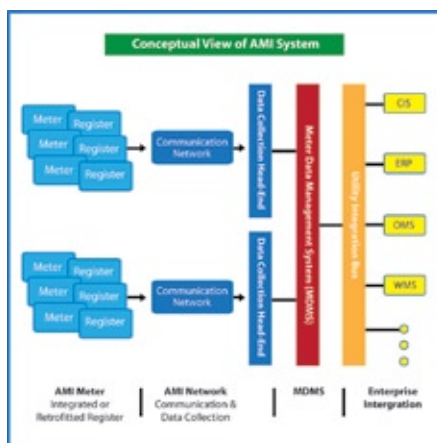 Conceptual View of AMI System
Meter Register
Meter Register
Meter Register
Communication
Network
Data Collection Head-End
Meter Data Management System (MDMS)
Utility Integration Bus
CIS
ERP
OMS
WMS
Meter Register
Meter Register
Meter Register
Communication
Network
Data Collection Head-End
AMI Meter
Integrated or
Retrofitted Register
AMI Network
Communication &
Data Collection
MDMS
Enterprise
Intergration